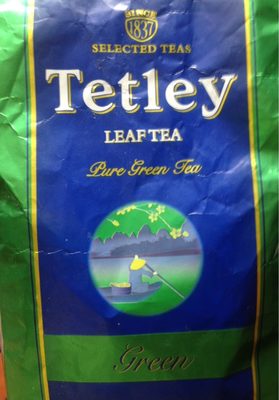 SINCE
1837
SELECTED TEAS
Tetley
LEAF TEA
Pure Green Tea
Green